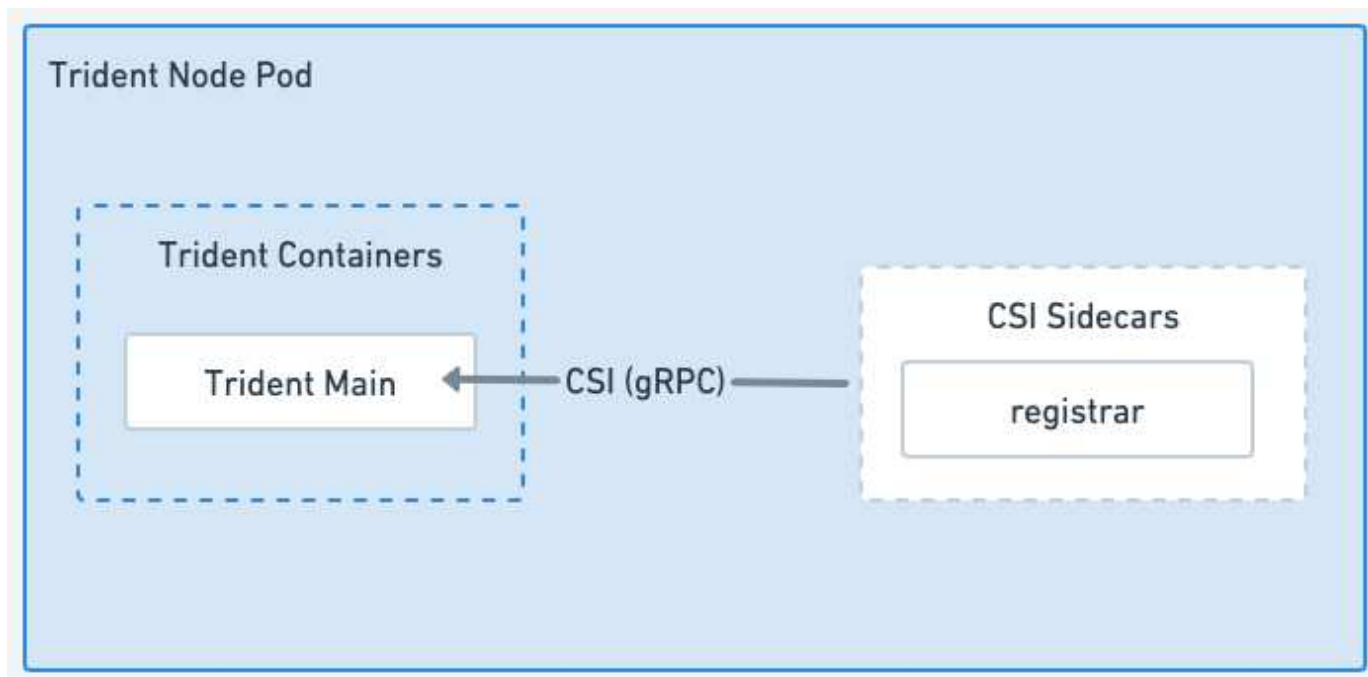 Trident Node Pod
Trident Containers
Trident Main
CSI (gRPC)
CSI Sidecars
registrar